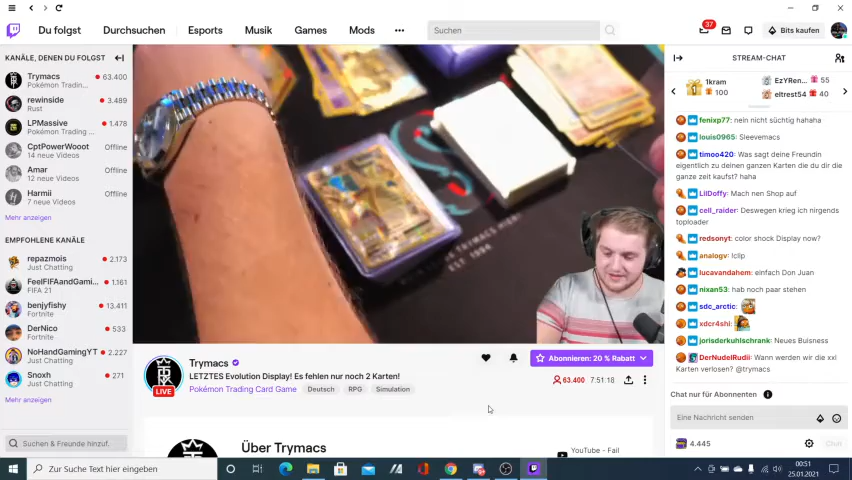 Du folgst
Durchsuchen
Esports
Musik
Games
Mods
Suchen
37
Bits kaufen
KANÄLE, DENEN DU FOLGST
Trymacs 63.400
Pokémon Tradin...
rewinside 3.489
Rust
LPMassive 1.478
Pokémon Trading ...
CptPowerWooot Offline
14 neue Videos
Amar Offline
12 neue Videos
Harmii Offline
7 neue Videos
Mehr anzeigen
EMPFOHLENE KANÄLE
repazmois 2.173
Just Chatting
FeelFIFAandGami... 1.161
FIFA 21
benjyfishy 13.411
Fortnite
DerNico 533
Fortnite
NoHandGamingYT 2.227
Just Chatting
Snoxh 271
Just Chatting
Mehr anzeigen
Suchen & Freunde hinzuf.
EST 1994
Trymacs
LETZTES Evolution Display! Es fehlen nur noch 2 Karten!
Pokémon Trading Card Game
Deutsch
RPG
Simulation
LIVE
Abonnieren: 20 % Rabatt
63.400
7:51:18
Über Trymacs
YouTube - Fail
STREAM-CHAT
1kram
100
EzYRen... 55
eltrest54 40
fenixp77: nein nicht süchtig hahaha
louis0965: Sleevemacs
timoo420: Was sagt deine Freundin
eigentlich zu deinen ganzen Karten die du dir die
ganze zeit kaufst? haha
LilDoffy: Mach nen Shop auf
cell_raider: Deswegen krieg ich nirgends
toploader
redsonyt: color shock Display now?
analogv: !clip
lucavandahem: einfach Don Juan
nixan53: hab noch paar stehen
sdc_arctic:
xdcr4shi:
jorisderkuhlschrank: Neues Buisness
DerNudelRudii: Wann werden wir die xxl
Karten verlosen? @trymacs
Chat nur für Abonnenten
Eine Nachricht senden
4.445
Chat
Zur Suche Text hier eingeben
00:51
25.01.2021